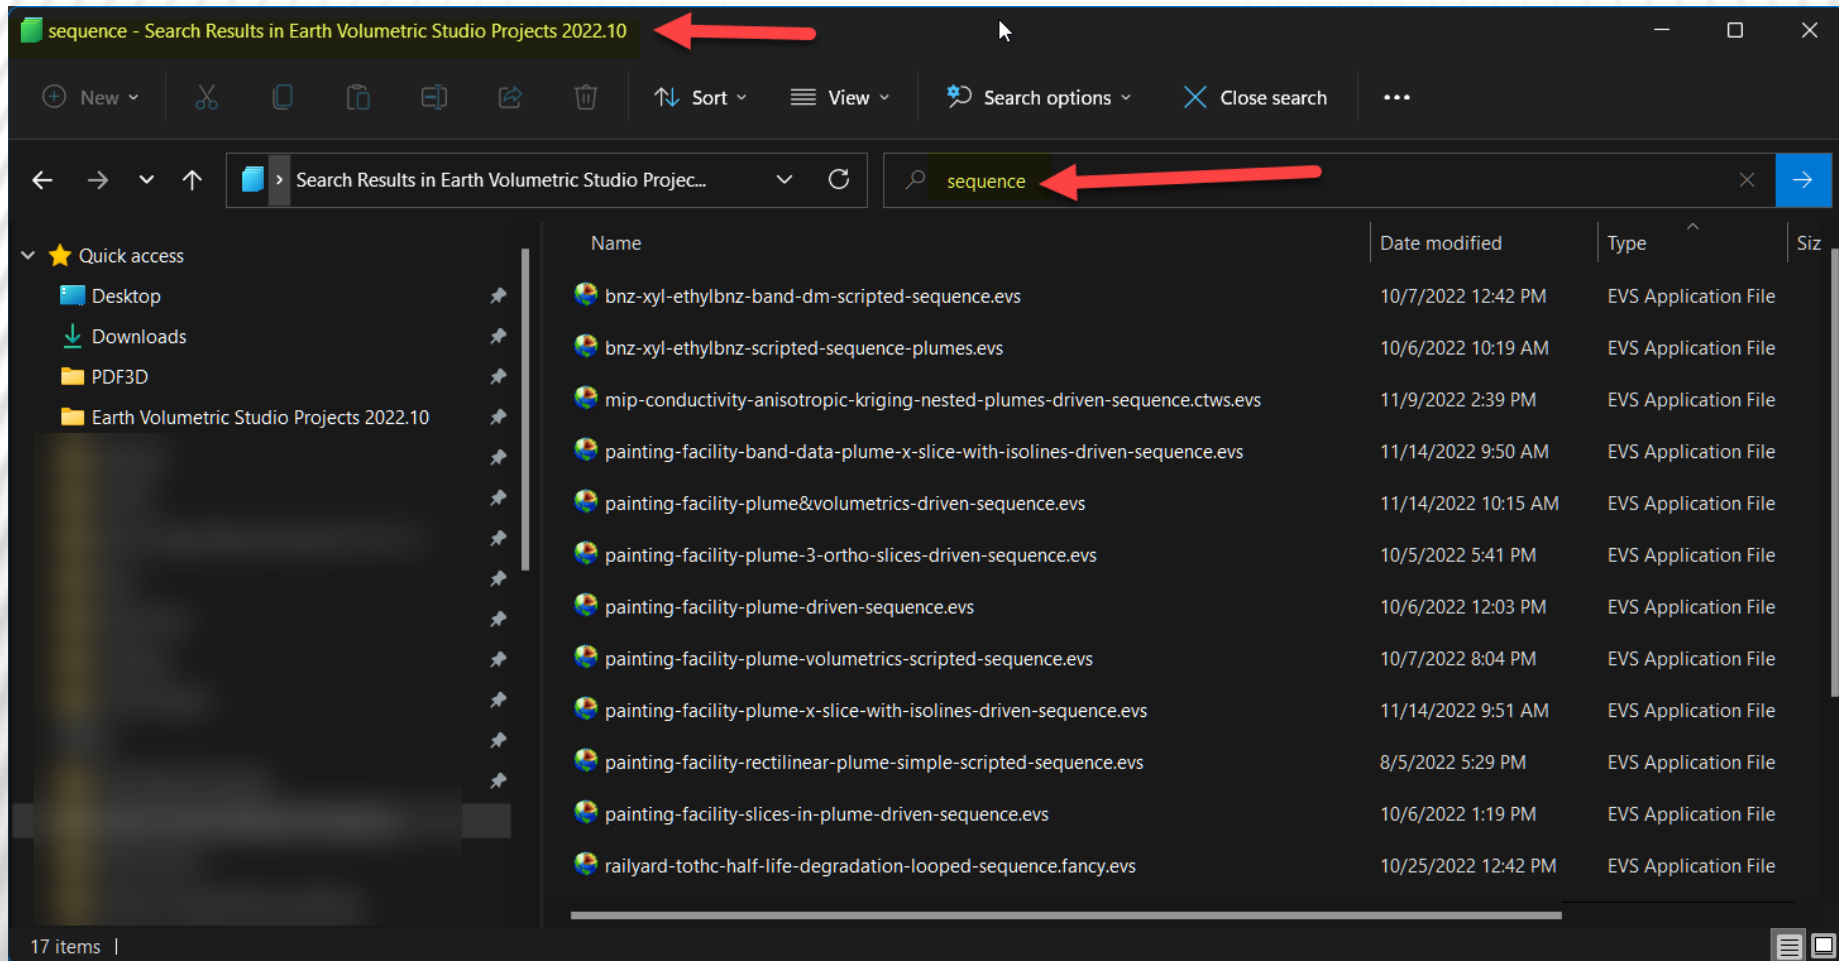 sequence - Search Results in Earth Volumetric Studio Projects 2022.10
New Sort View Search options Close search
Search Results in Earth Volumetric Studio Projec... sequence
Quick access
Desktop
Downloads
PDF3D
Earth Volumetric Studio Projects 2022.10
Name Date modified Type Siz
bnz-xyl-ethylbnz-band-dm-scripted-sequence.evs 10/7/2022 12:42 PM EVS Application File
bnz-xyl-ethylbnz-scripted-sequence-plumes.evs 10/6/2022 10:19 AM EVS Application File
mip-conductivity-anisotropic-kriging-nested-plumes-driven-sequence.ctws.evs 11/9/2022 2:39 PM EVS Application File
painting-facility-band-data-plume-x-slice-with-isolines-driven-sequence.evs 11/14/2022 9:50 AM EVS Application File
painting-facility-plume&volumetrics-driven-sequence.evs 11/14/2022 10:15 AM EVS Application File
painting-facility-plume-3-ortho-slices-driven-sequence.evs 10/5/2022 5:41 PM EVS Application File
painting-facility-plume-driven-sequence.evs 10/6/2022 12:03 PM EVS Application File
painting-facility-plume-volumetrics-scripted-sequence.evs 10/7/2022 8:04 PM EVS Application File
painting-facility-plume-x-slice-with-isolines-driven-sequence.evs 11/14/2022 9:51 AM EVS Application File
painting-facility-rectilinear-plume-simple-scripted-sequence.evs 8/5/2022 5:29 PM EVS Application File
painting-facility-slices-in-plume-driven-sequence.evs 10/6/2022 1:19 PM EVS Application File
railyard-tothc-half-life-degradation-looped-sequence.fancy.evs 10/25/2022 12:42 PM EVS Application File
17 items